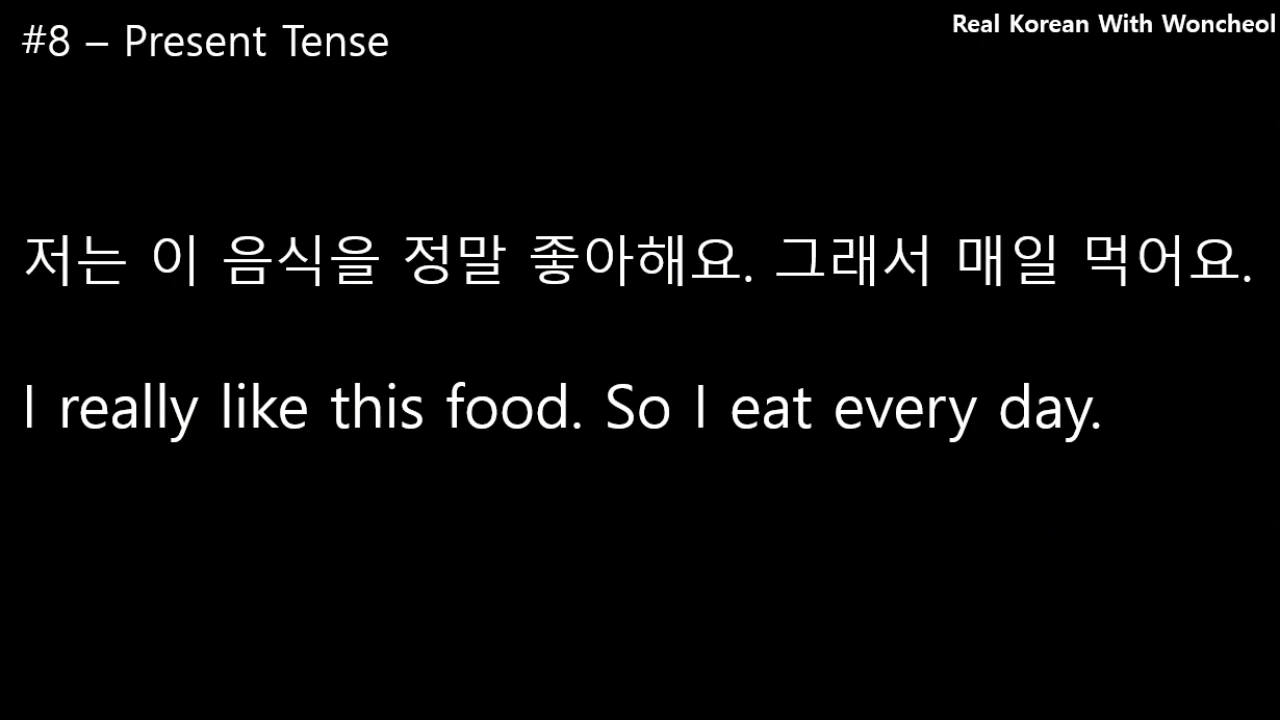 #8 – Present Tense
Real Korean With Woncheol
저는 이 음식을 정말 좋아해요. 그래서 매일 먹어요.
I really like this food. So I eat every day.